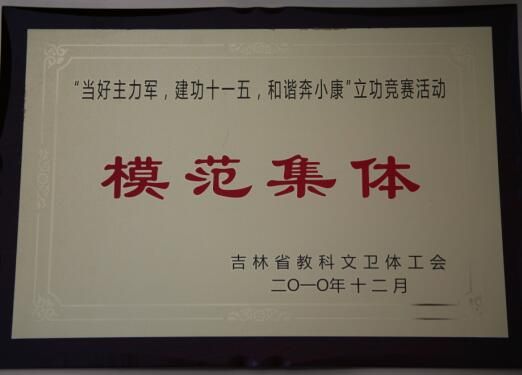 “当好主力军，建功十一五，和谐奔小康”立功竞赛活动
模范集体
吉林省教科文卫体工会
二〇一〇年十二月